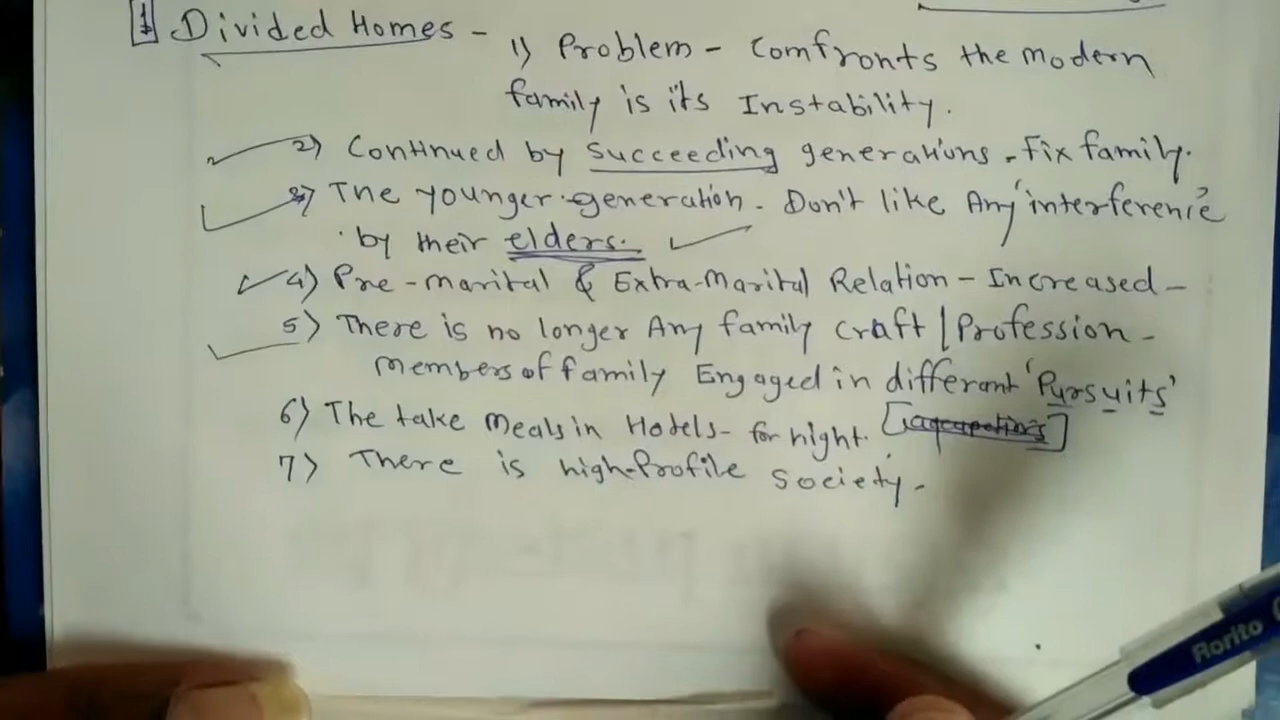 1 Divided Homes - 1) Problem - Comfronts the modern
family is its Instability.
2) Continued by succeeding generations - Fix family.
3) The younger generation - Don't like Any 'interference'
by their elders.
4) Pre-marital & Extra-Marital Relation - Increased -
5) There is no longer Any family craft | Profession -
Members of family Engaged in different 'Pursuits'
6) The take Meals in Hotels - for night.
7) There is high-Profile society -
Rorito